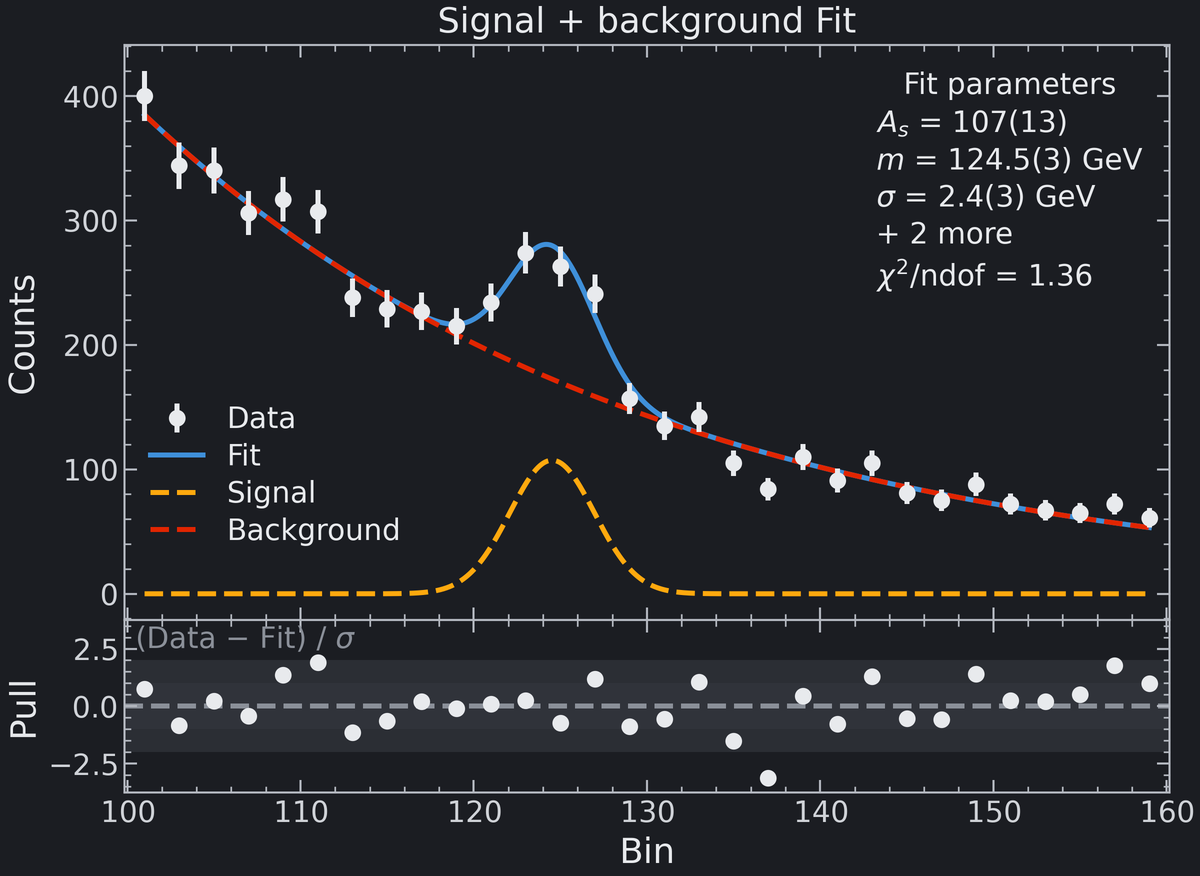 Signal + background Fit
Counts
400
300
200
100
0
Fit parameters
Aₛ = 107(13)
m = 124.5(3) GeV
σ = 2.4(3) GeV
+ 2 more
χ²/ndof = 1.36
Data
Fit
Signal
Background
(Data − Fit) / σ
Pull
2.5
0.0
−2.5
100 110 120 130 140 150 160
Bin